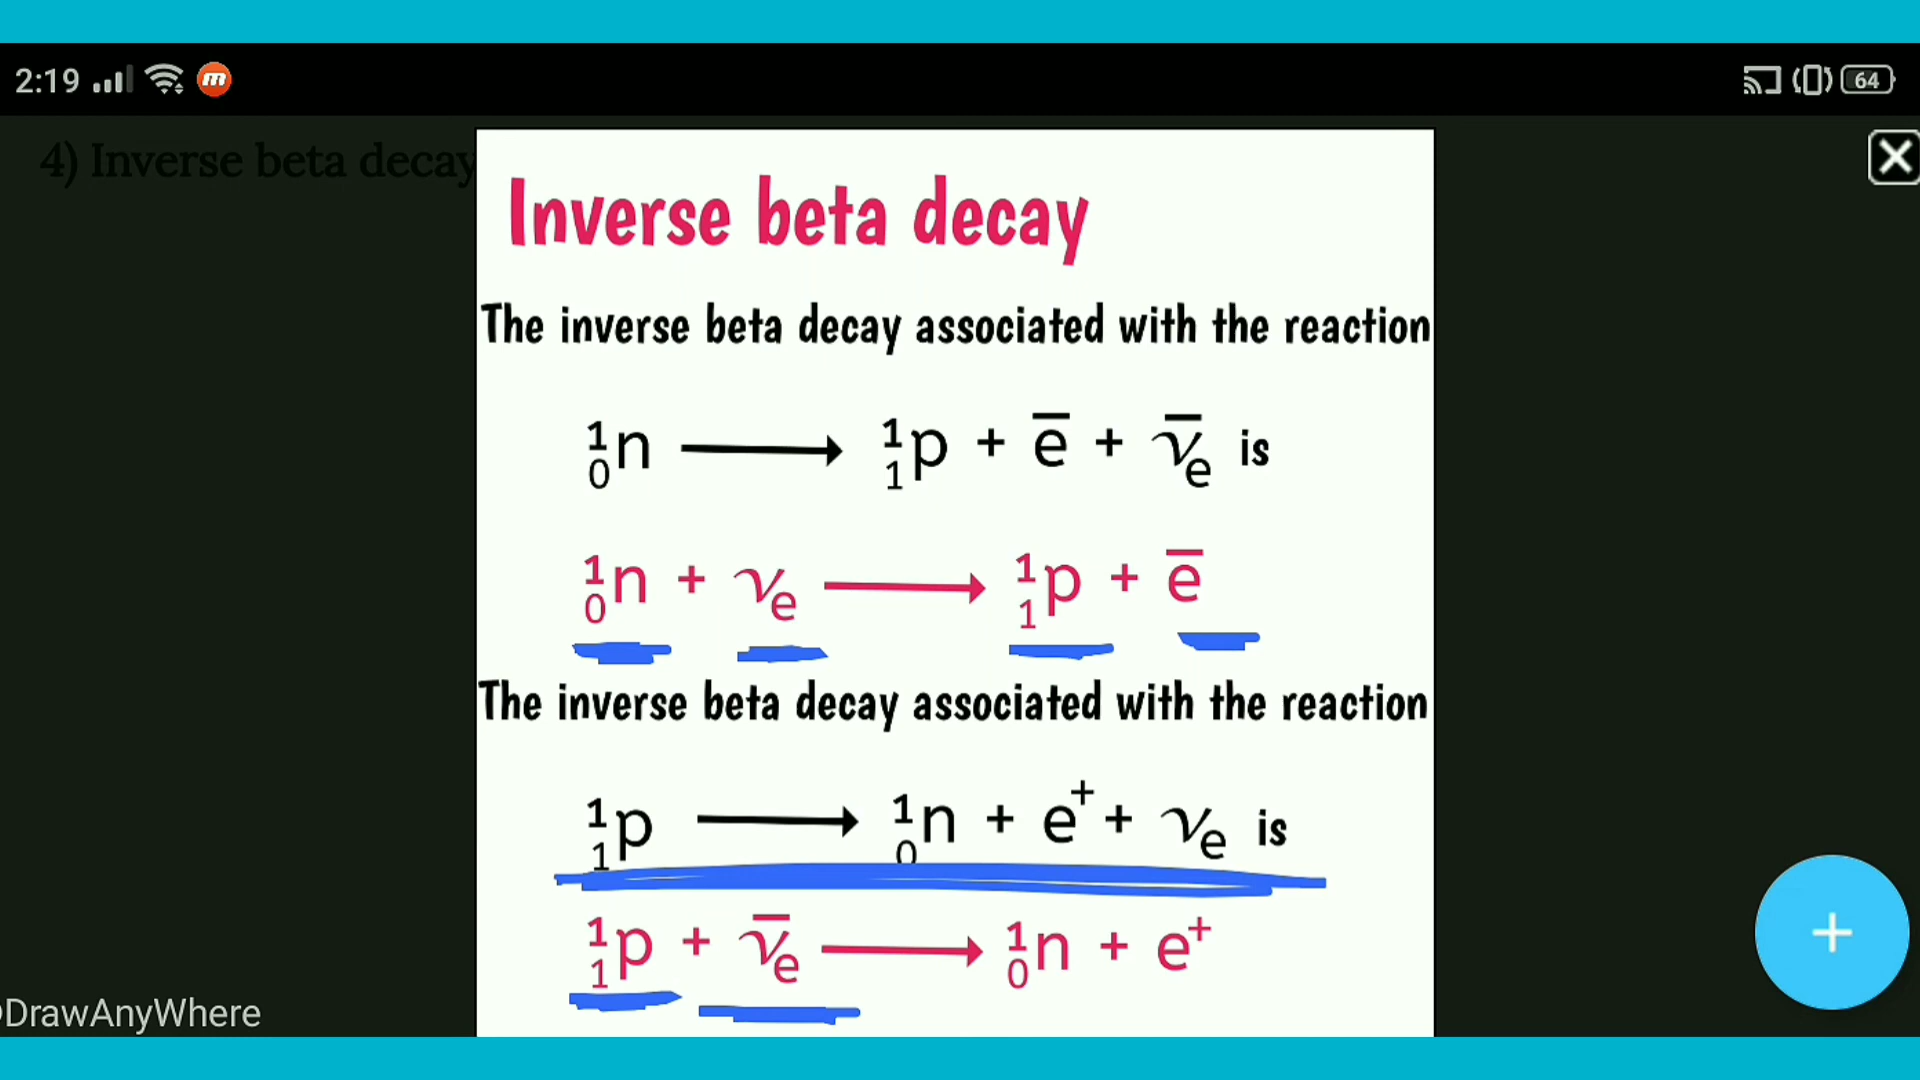 2:19
64
4) Inverse beta decay
Inverse beta decay
The inverse beta decay associated with the reaction
¹₀n ⟶ ¹₁p + e̅ + ν̅ₑ is
¹₀n + νₑ ⟶ ¹₁p + e̅
The inverse beta decay associated with the reaction
¹₁p ⟶ ¹₀n + e⁺ + νₑ is
¹₁p + ν̅ₑ ⟶ ¹₀n + e⁺
DrawAnyWhere